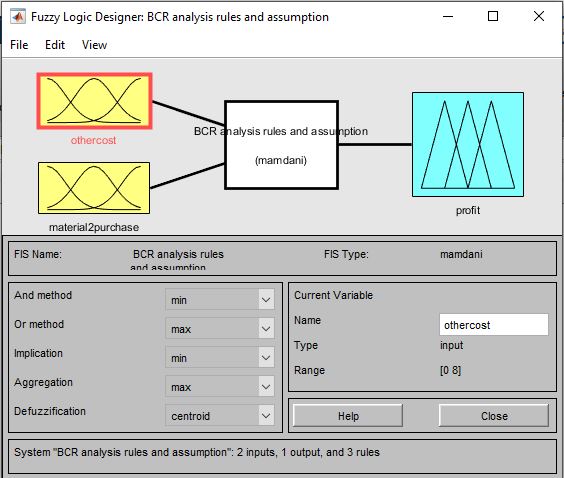 Fuzzy Logic Designer: BCR analysis rules and assumption
File Edit View
othercost
material2purchase
BCR analysis rules and assumption
(mamdani)
profit
FIS Name: BCR analysis rules
and assumption
FIS Type: mamdani
And method min
Or method max
Implication min
Aggregation max
Defuzzification centroid
Current Variable
Name othercost
Type input
Range [0 8]
Help Close
System "BCR analysis rules and assumption": 2 inputs, 1 output, and 3 rules